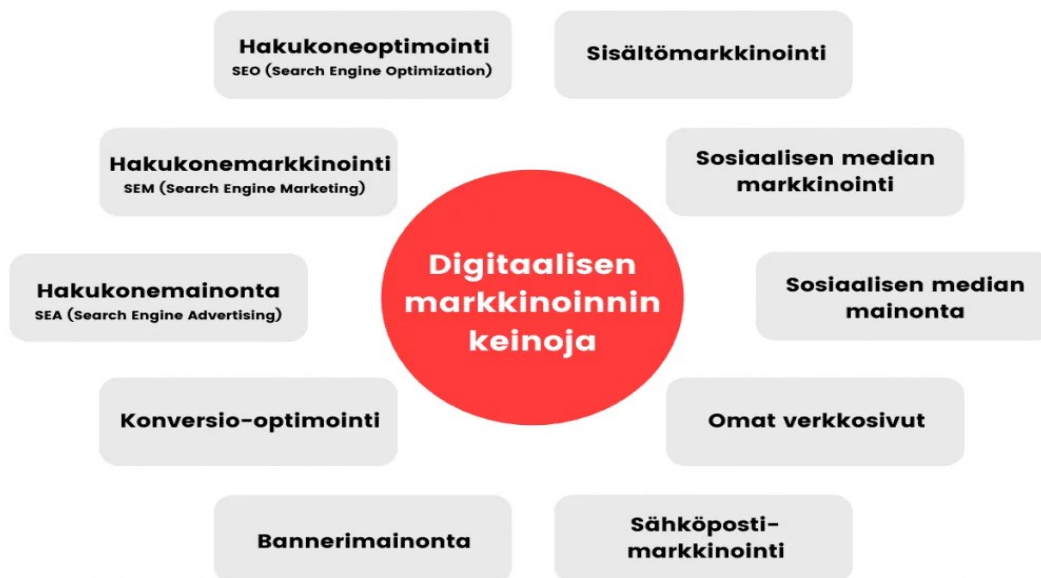 Hakukoneoptimointi
SEO (Search Engine Optimization)
Sisältömarkkinointi
Hakukonemarkkinointi
SEM (Search Engine Marketing)
Sosiaalisen median
markkinointi
Hakukonemainonta
SEA (Search Engine Advertising)
Digitaalisen
markkinoinnin
keinoja
Sosiaalisen median
mainonta
Konversio-optimointi
Omat verkkosivut
Bannerimainonta
Sähköposti-
markkinointi